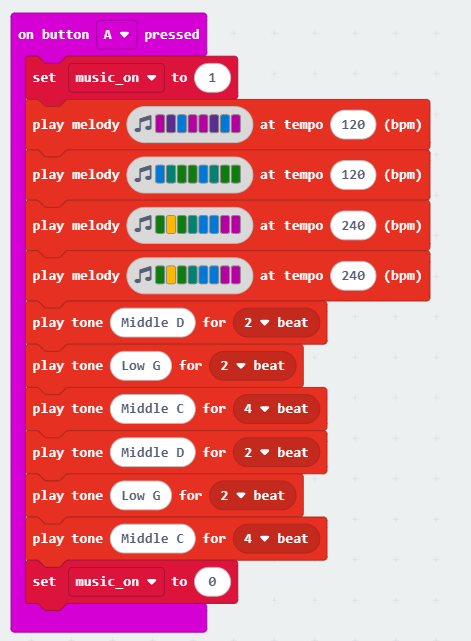 on button A pressed
set music_on to 1
play melody at tempo 120 (bpm)
play melody at tempo 120 (bpm)
play melody at tempo 240 (bpm)
play melody at tempo 240 (bpm)
play tone Middle D for 2 beat
play tone Low G for 2 beat
play tone Middle C for 4 beat
play tone Middle D for 2 beat
play tone Low G for 2 beat
play tone Middle C for 4 beat
set music_on to 0